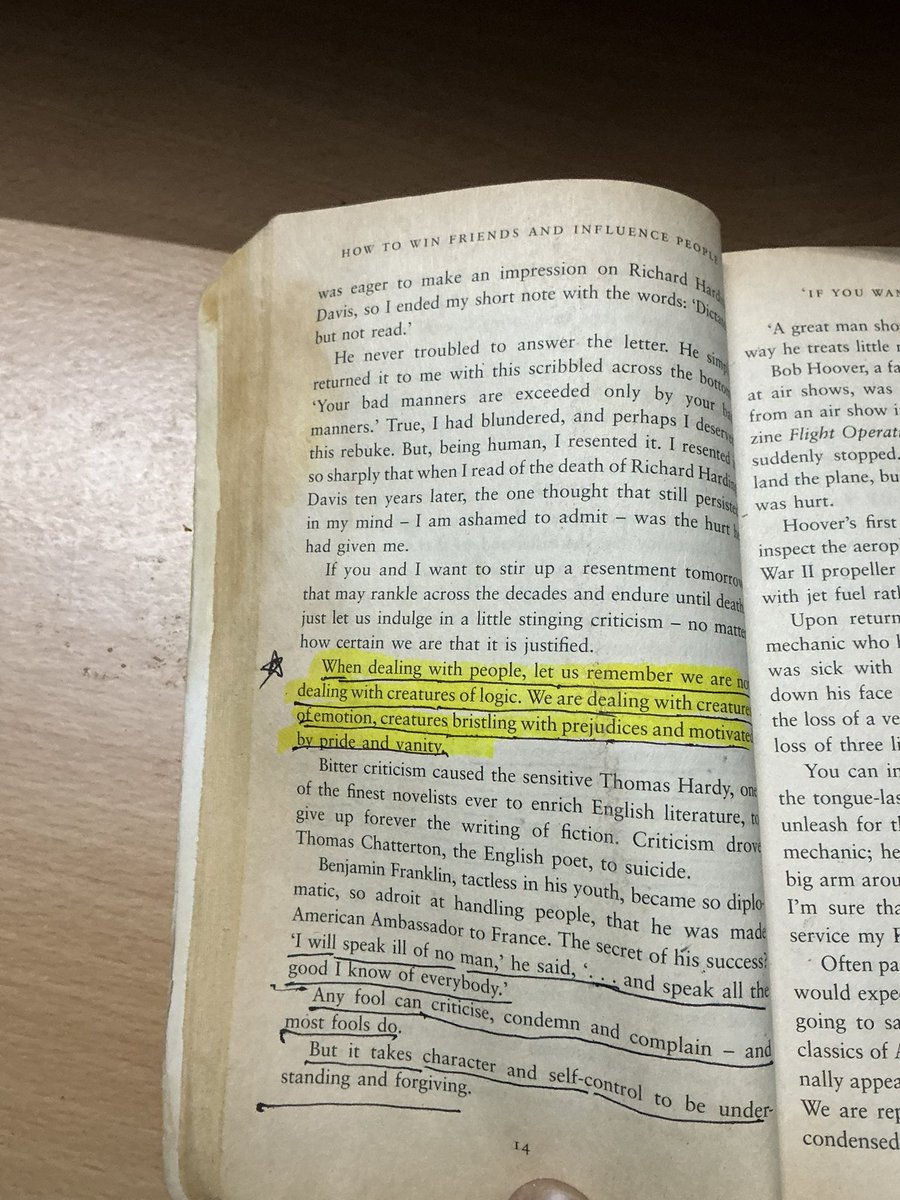 HOW TO WIN FRIENDS AND INFLUENCE PEOPLE
was eager to make an impression on Richard
Davis, so I ended my short note with the words:
but not read.'
He never troubled to answer the letter. He
returned it to me with this scribbled across the
'Your bad manners are exceeded only by your
manners.' True, I had blundered, and perhaps I
this rebuke. But, being human, I resented it. I resented
so sharply that when I read of the death of Richard
Davis ten years later, the one thought that still
in my mind – I am ashamed to admit – was the hurt
had given me.
If you and I want to stir up a resentment
that may rankle across the decades and endure until death
just let us indulge in a little stinging criticism – no
how certain we are that it is justified.
When dealing with people, let us remember we are
dealing with creatures of logic. We are dealing with
of emotion, creatures bristling with prejudices and
by pride and vanity.
Bitter criticism caused the sensitive Thomas Hardy, one
of the finest novelists ever to enrich English literature,
give up forever the writing of fiction. Criticism drove
Thomas Chatterton, the English poet, to suicide.
Benjamin Franklin, tactless in his youth, became so diplo-
matic, so adroit at handling people, that he was made
American Ambassador to France. The secret of his success?
'I will speak ill of no man,' he said, '. . . and speak all the
good I know of everybody.'
Any fool can criticise, condemn and complain – and
most fools do.
But it takes character and self-control to be under-
standing and forgiving.
14
'IF YOU
'A great man
way he treats little
Bob Hoover, a
at air shows, was
from an air show
zine Flight
suddenly stopped.
land the plane,
was hurt.
Hoover's first
inspect the
War II propeller
with jet fuel
Upon
mechanic who
was sick with
down his face
the loss of a
loss of three
You can
the
unleash for
mechanic; he
big arm
I'm sure
service my
Often
would
going to
classics of
nally
We are
condensed